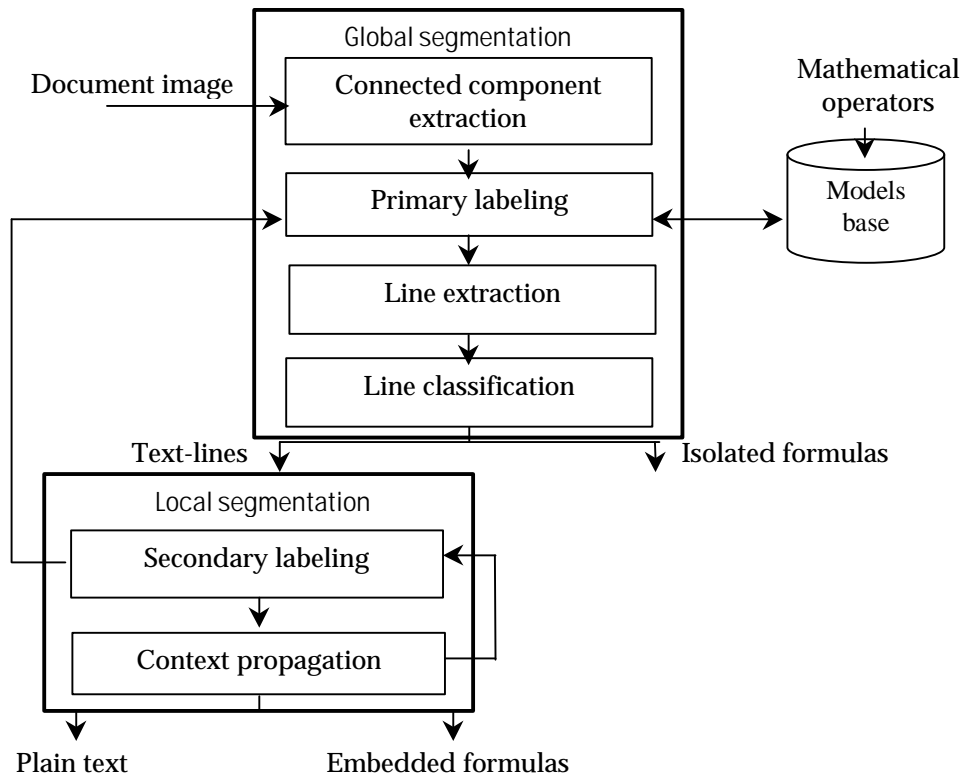 Global segmentation
Document image
Connected component
extraction
Mathematical
operators
Primary labeling
Models
base
Line extraction
Line classification
Text-lines
Isolated formulas
Local segmentation
Secondary labeling
Context propagation
Plain text
Embedded formulas